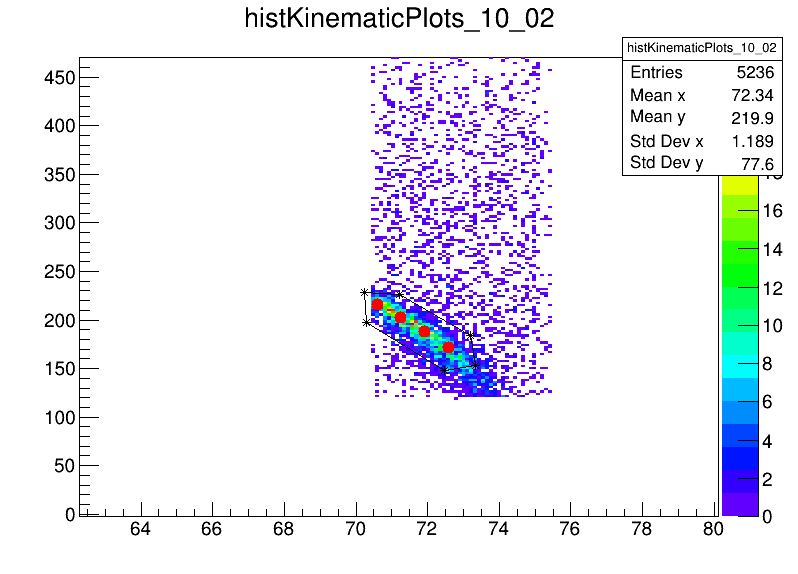 histKinematicPlots_10_02
histKinematicPlots_10_02
Entries 5236
Mean x 72.34
Mean y 219.9
Std Dev x 1.189
Std Dev y 77.6
450
400
350
300
250
200
150
100
50
0
16
14
12
10
8
6
4
2
0
64 66 68 70 72 74 76 78 80